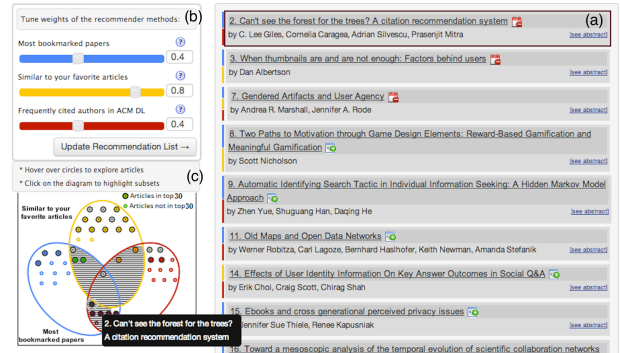 Tune weights of the recommender methods:
(b)
Most bookmarked papers
0.4
Similar to your favorite articles
0.8
Frequently cited authors in ACM DL
0.4
Update Recommendation List →
* Hover over circles to explore articles
* Click on the diagram to highlight subsets
(c)
Articles in top30
Articles not in top30
Similar to your
favorite articles
Most
bookmarked papers
2. Can't see the forest for the trees?
A citation recommendation system
(a)
2. Can't see the forest for the trees? A citation recommendation system
by C. Lee Giles, Cornelia Caragea, Adrian Silvescu, Prasenjit Mitra
[see abstract]
3. When thumbnails are and are not enough: Factors behind users
by Dan Albertson
[see abstract]
7. Gendered Artifacts and User Agency
by Andrea R. Marshall, Jennifer A. Rode
[see abstract]
8. Two Paths to Motivation through Game Design Elements: Reward-Based Gamification and
Meaningful Gamification
by Scott Nicholson
[see abstract]
9. Automatic Identifying Search Tactic in Individual Information Seeking: A Hidden Markov Model
Approach
by Zhen Yue, Shuguang Han, Daqing He
[see abstract]
11. Old Maps and Open Data Networks
by Werner Robitza, Carl Lagoze, Bernhard Haslhofer, Keith Newman, Amanda Stefanik
[see abstract]
14. Effects of User Identity Information On Key Answer Outcomes in Social Q&A
by Erik Choi, Craig Scott, Chirag Shah
[see abstract]
15. Ebooks and cross generational perceived privacy issues
Jennifer Sue Thiele, Renee Kapusniak
[see abstract]
16. Toward a mesoscopic analysis of the temporal evolution of scientific collaboration networks